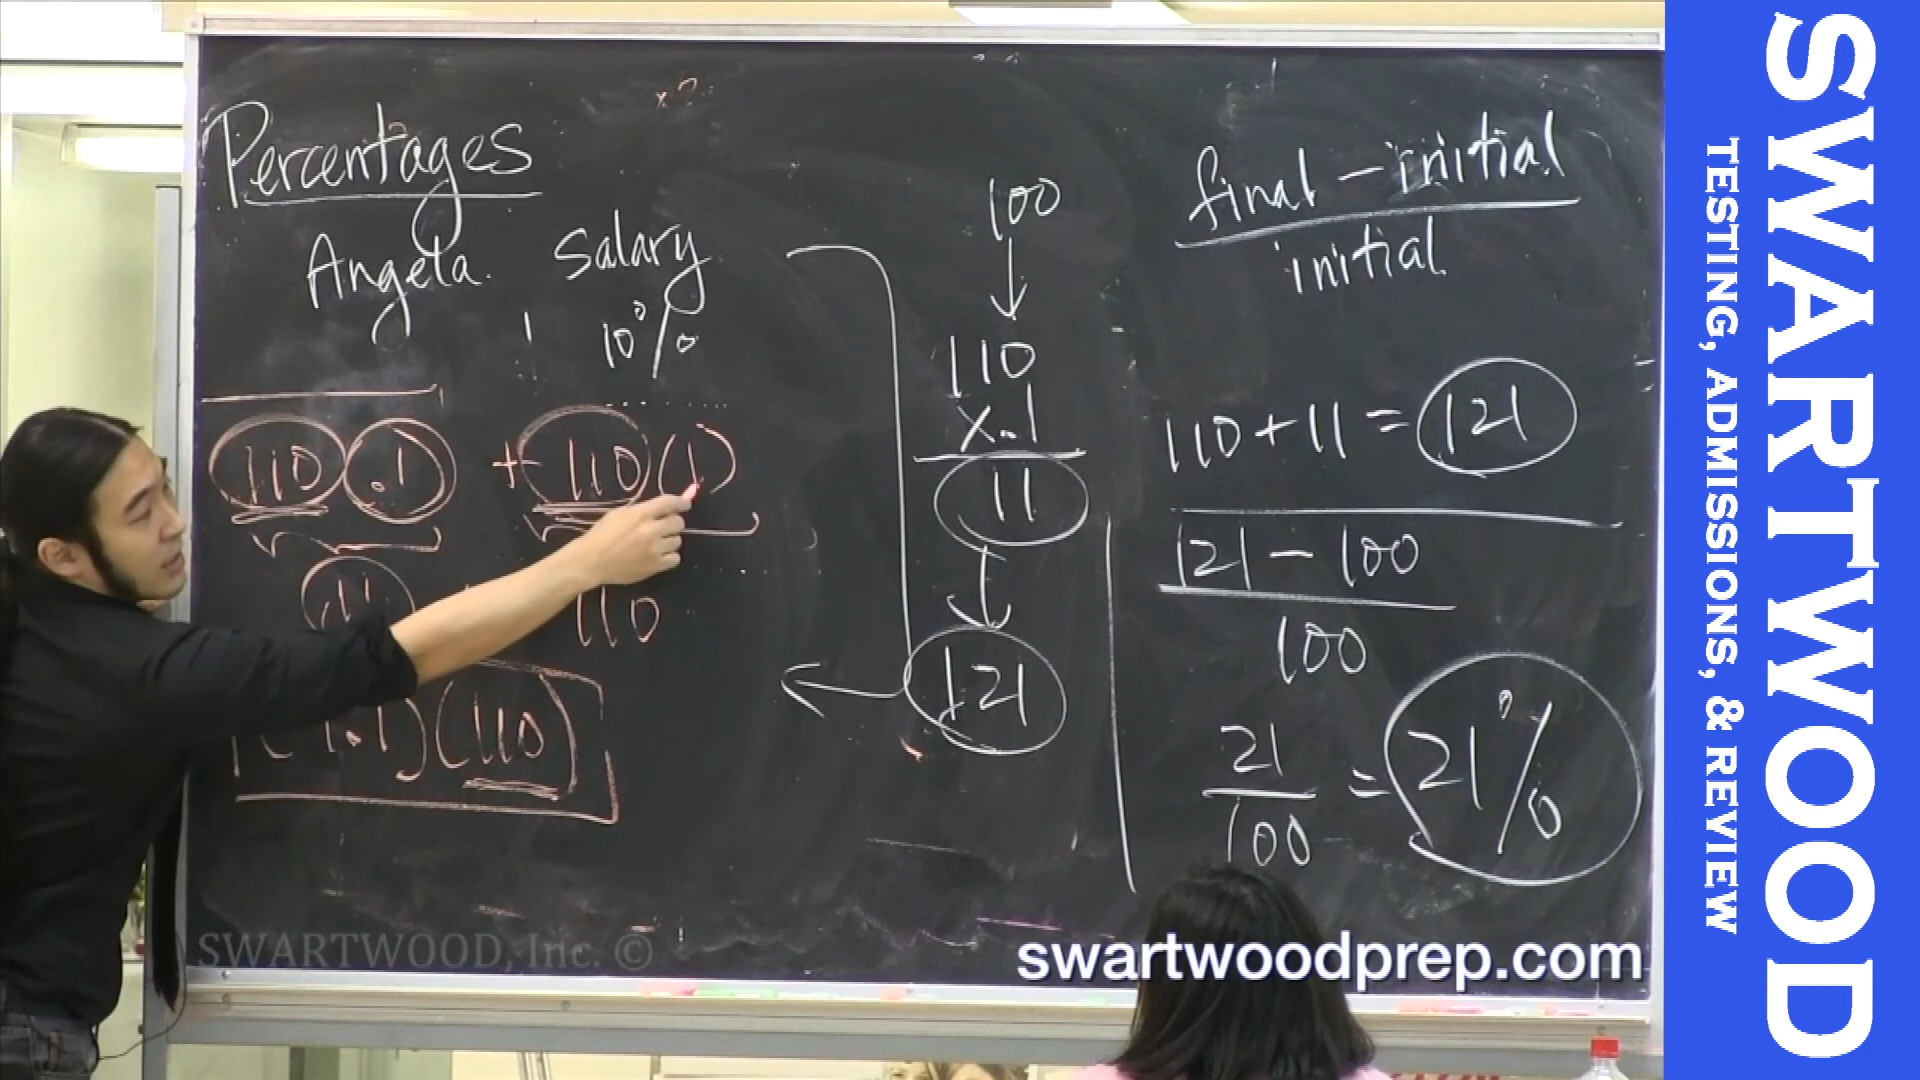 Percentages
Angela. Salary
10%
110 (.1) + 110 (1)
11
110
(1.1)(110)
100
110
x.1
11
121
final - initial
initial
110 + 11 = 121
121 - 100
100
21
100
= 21%
SWARTWOOD, Inc. ©
swartwoodprep.com
SWARTWOOD
TESTING, ADMISSIONS, & REVIEW